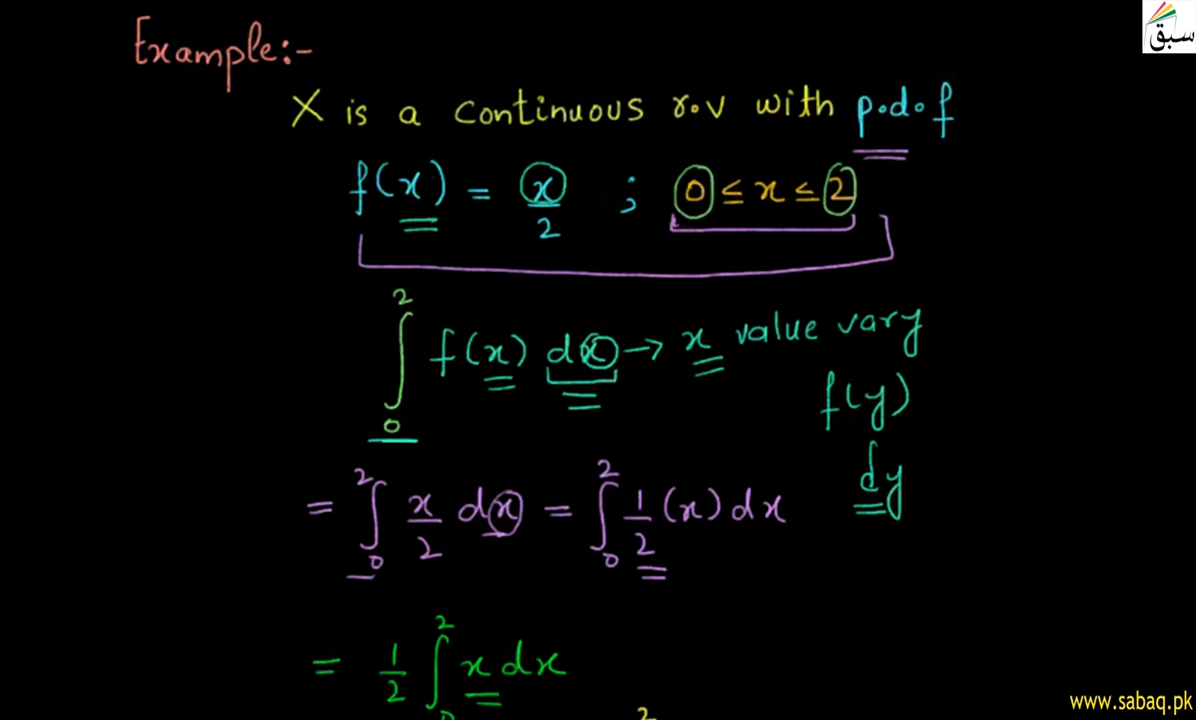 سبق
Example:-
X is a continuous r.v with p.d.f
f(x) = x/2 ; 0 ≤ x ≤ 2
∫₀² f(x) dx → x value vary
f(y)
dy
= ∫₀² x/2 dx = ∫₀² 1/2 (x) dx
= 1/2 ∫₀² x dx
2
www.sabaq.pk